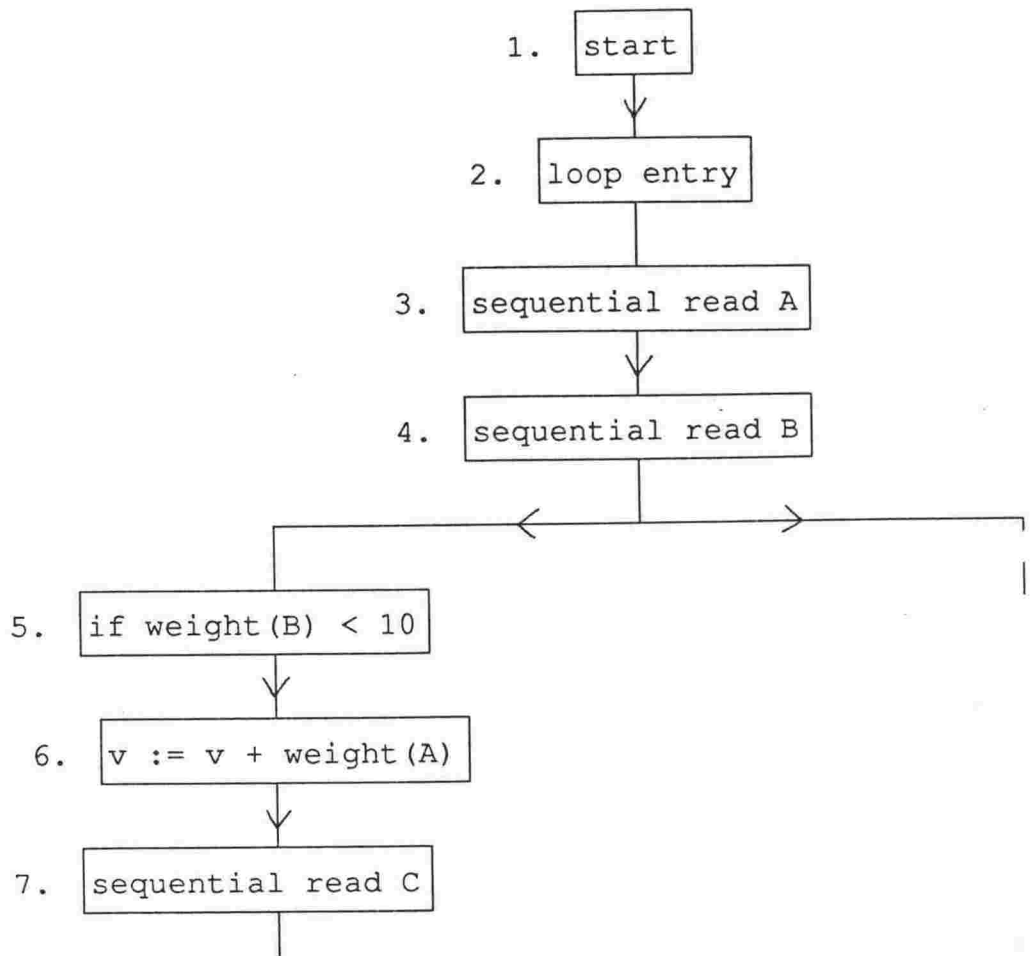 1. start
2. loop entry
3. sequential read A
4. sequential read B
5. if weight(B) < 10
6. v := v + weight(A)
7. sequential read C